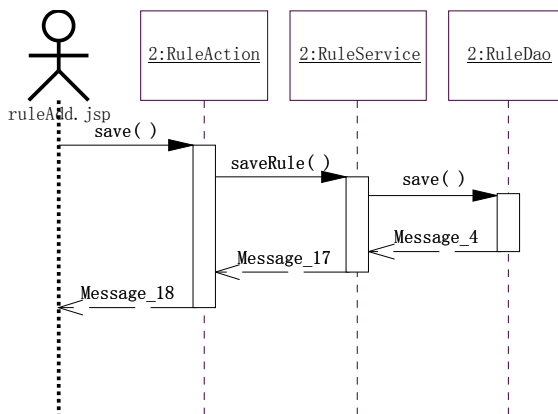 2:RuleAction
2:RuleService
2:RuleDao
ruleAdd.jsp
save()
saveRule()
save()
Message_4
Message_17
Message_18